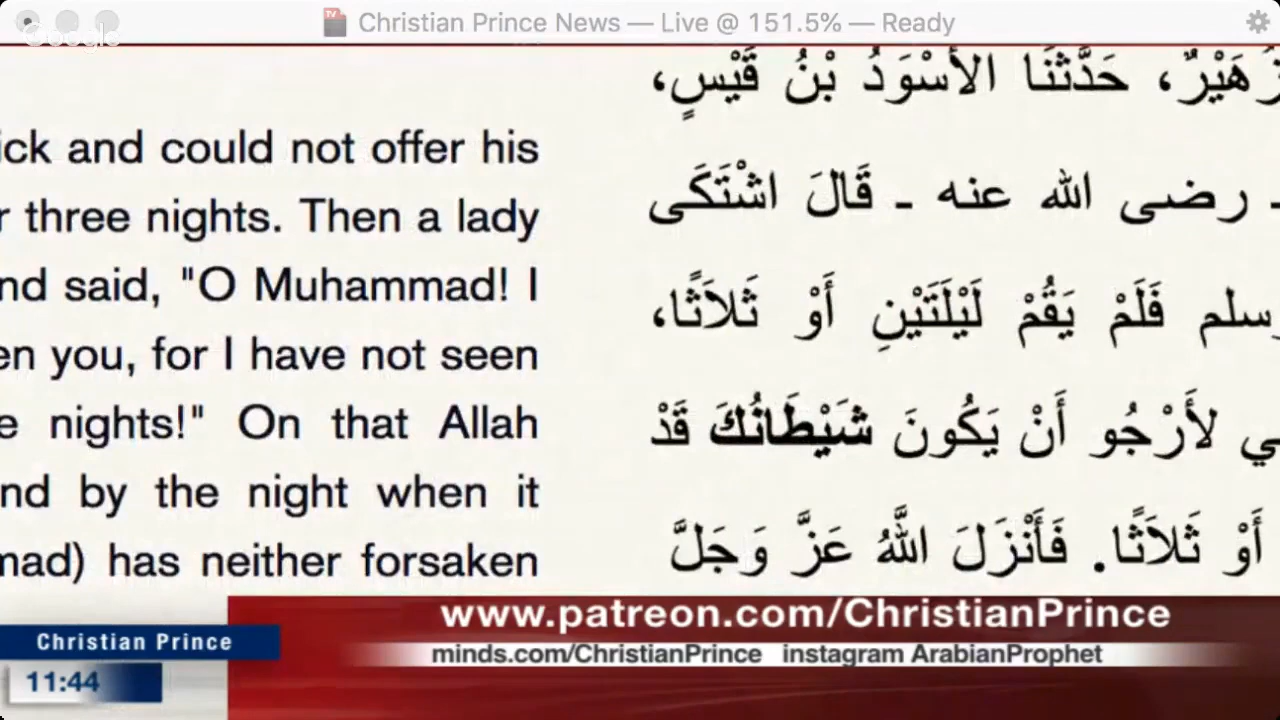 Christian Prince News — Live @ 151.5% — Ready
Google
ick and could not offer his
r three nights. Then a lady
nd said, "O Muhammad! I
en you, for I have not seen
e nights!" On that Allah
nd by the night when it
mad) has neither forsaken
زُهَيْرٌ، حَدَّثَنَا الأَسْوَدُ بْنُ قَيْسٍ،
ـ رضى الله عنه ـ قَالَ اشْتَكَى
وسلم فَلَمْ يَقُمْ لَيْلَتَيْنِ أَوْ ثَلاَثًا،
ي لأَرْجُو أَنْ يَكُونَ شَيْطَانُكَ قَدْ
أَوْ ثَلاَثًا. فَأَنْزَلَ اللَّهُ عَزَّ وَجَلَّ
www.patreon.com/ChristianPrince
minds.com/ChristianPrince instagram ArabianProphet
Christian Prince
11:44